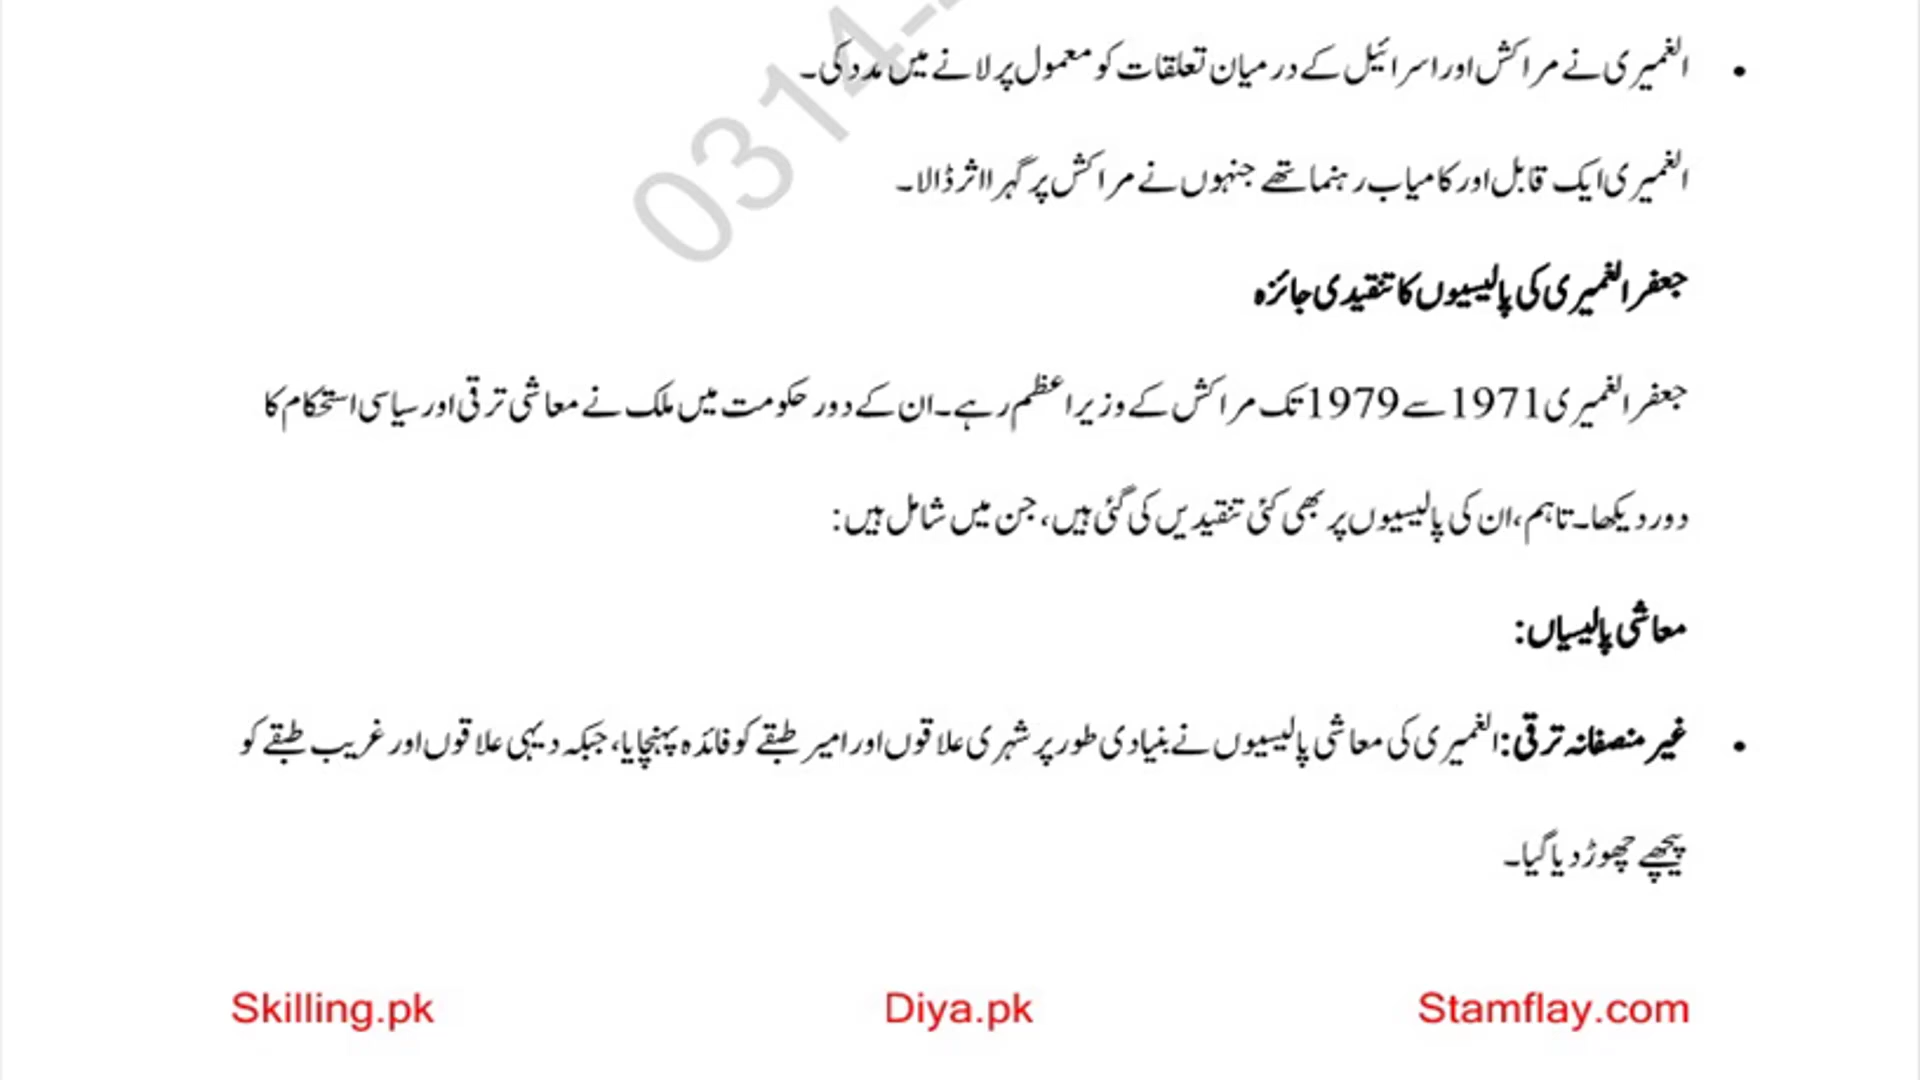 • الغمیری نے مراکش اور اسرائیل کے درمیان تعلقات کو معمول پر لانے میں مدد کی۔
الغمیری ایک قابل اور کامیاب رہنما تھے جنہوں نے مراکش پر گہرا اثر ڈالا۔
جعفر الغمیری کی پالیسیوں کا تنقیدی جائزہ
جعفر الغمیری 1971 سے 1979 تک مراکش کے وزیر اعظم رہے۔ ان کے دور حکومت میں ملک نے معاشی ترقی اور سیاسی استحکام کا
دور دیکھا۔ تاہم، ان کی پالیسیوں پر بھی کئی تنقیدیں کی گئی ہیں، جن میں شامل ہیں:
معاشی پالیسیاں:
• غیر منصفانہ ترقی: الغمیری کی معاشی پالیسیوں نے بنیادی طور پر شہری علاقوں اور امیر طبقے کو فائدہ پہنچایا، جبکہ دیہی علاقوں اور غریب طبقے کو
پیچھے چھوڑ دیا گیا۔
0314-
Skilling.pk Diya.pk Stamflay.com